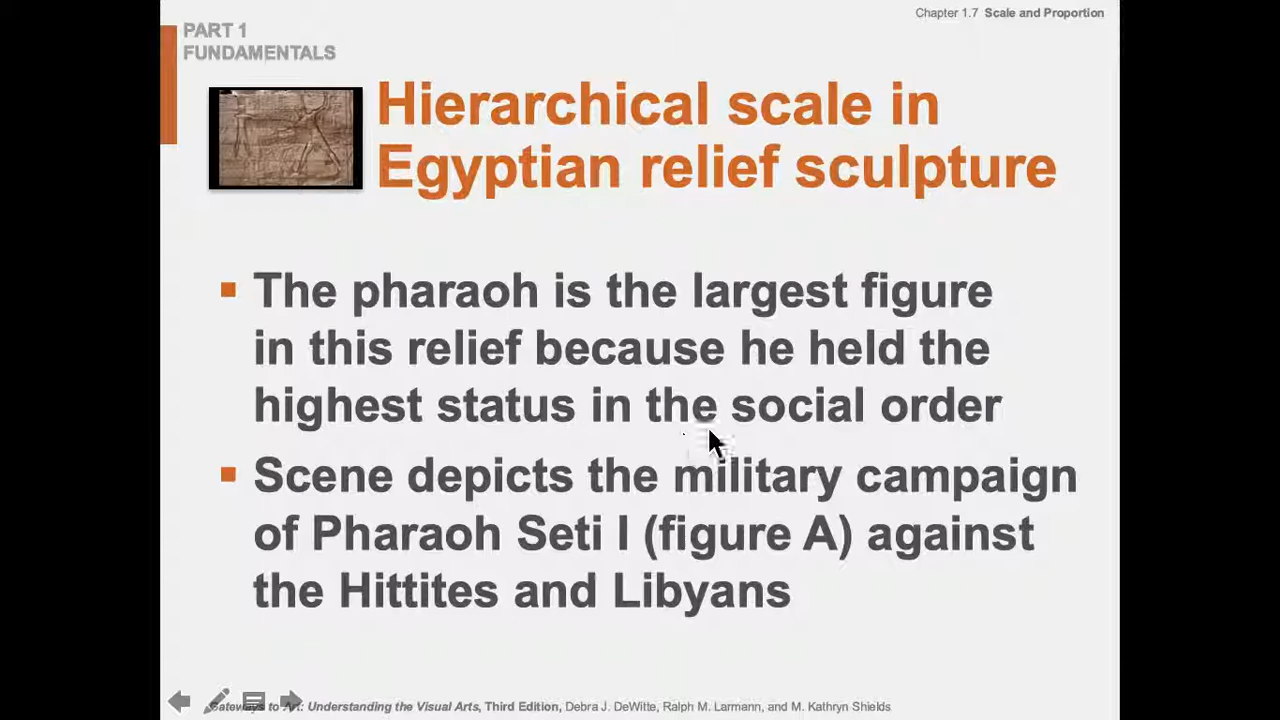 Chapter 1.7 Scale and Proportion
PART 1
FUNDAMENTALS
Hierarchical scale in
Egyptian relief sculpture
The pharaoh is the largest figure
in this relief because he held the
highest status in the social order
Scene depicts the military campaign
of Pharaoh Seti I (figure A) against
the Hittites and Libyans
Gateways to Art: Understanding the Visual Arts, Third Edition, Debra J. DeWitte, Ralph M. Larmann, and M. Kathryn Shields